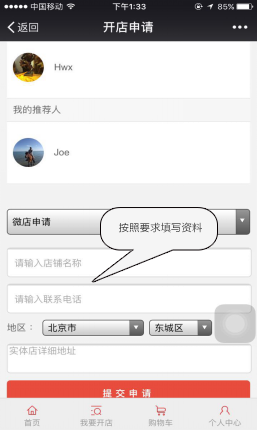 中国移动 下午1:33 85%
返回 开店申请
Hwx
我的推荐人
Joe
微店申请
按照要求填写资料
请输入店铺名称
请输入联系电话
地区： 北京市 东城区
实体店详细地址
提交申请
首页 我要开店 购物车 个人中心